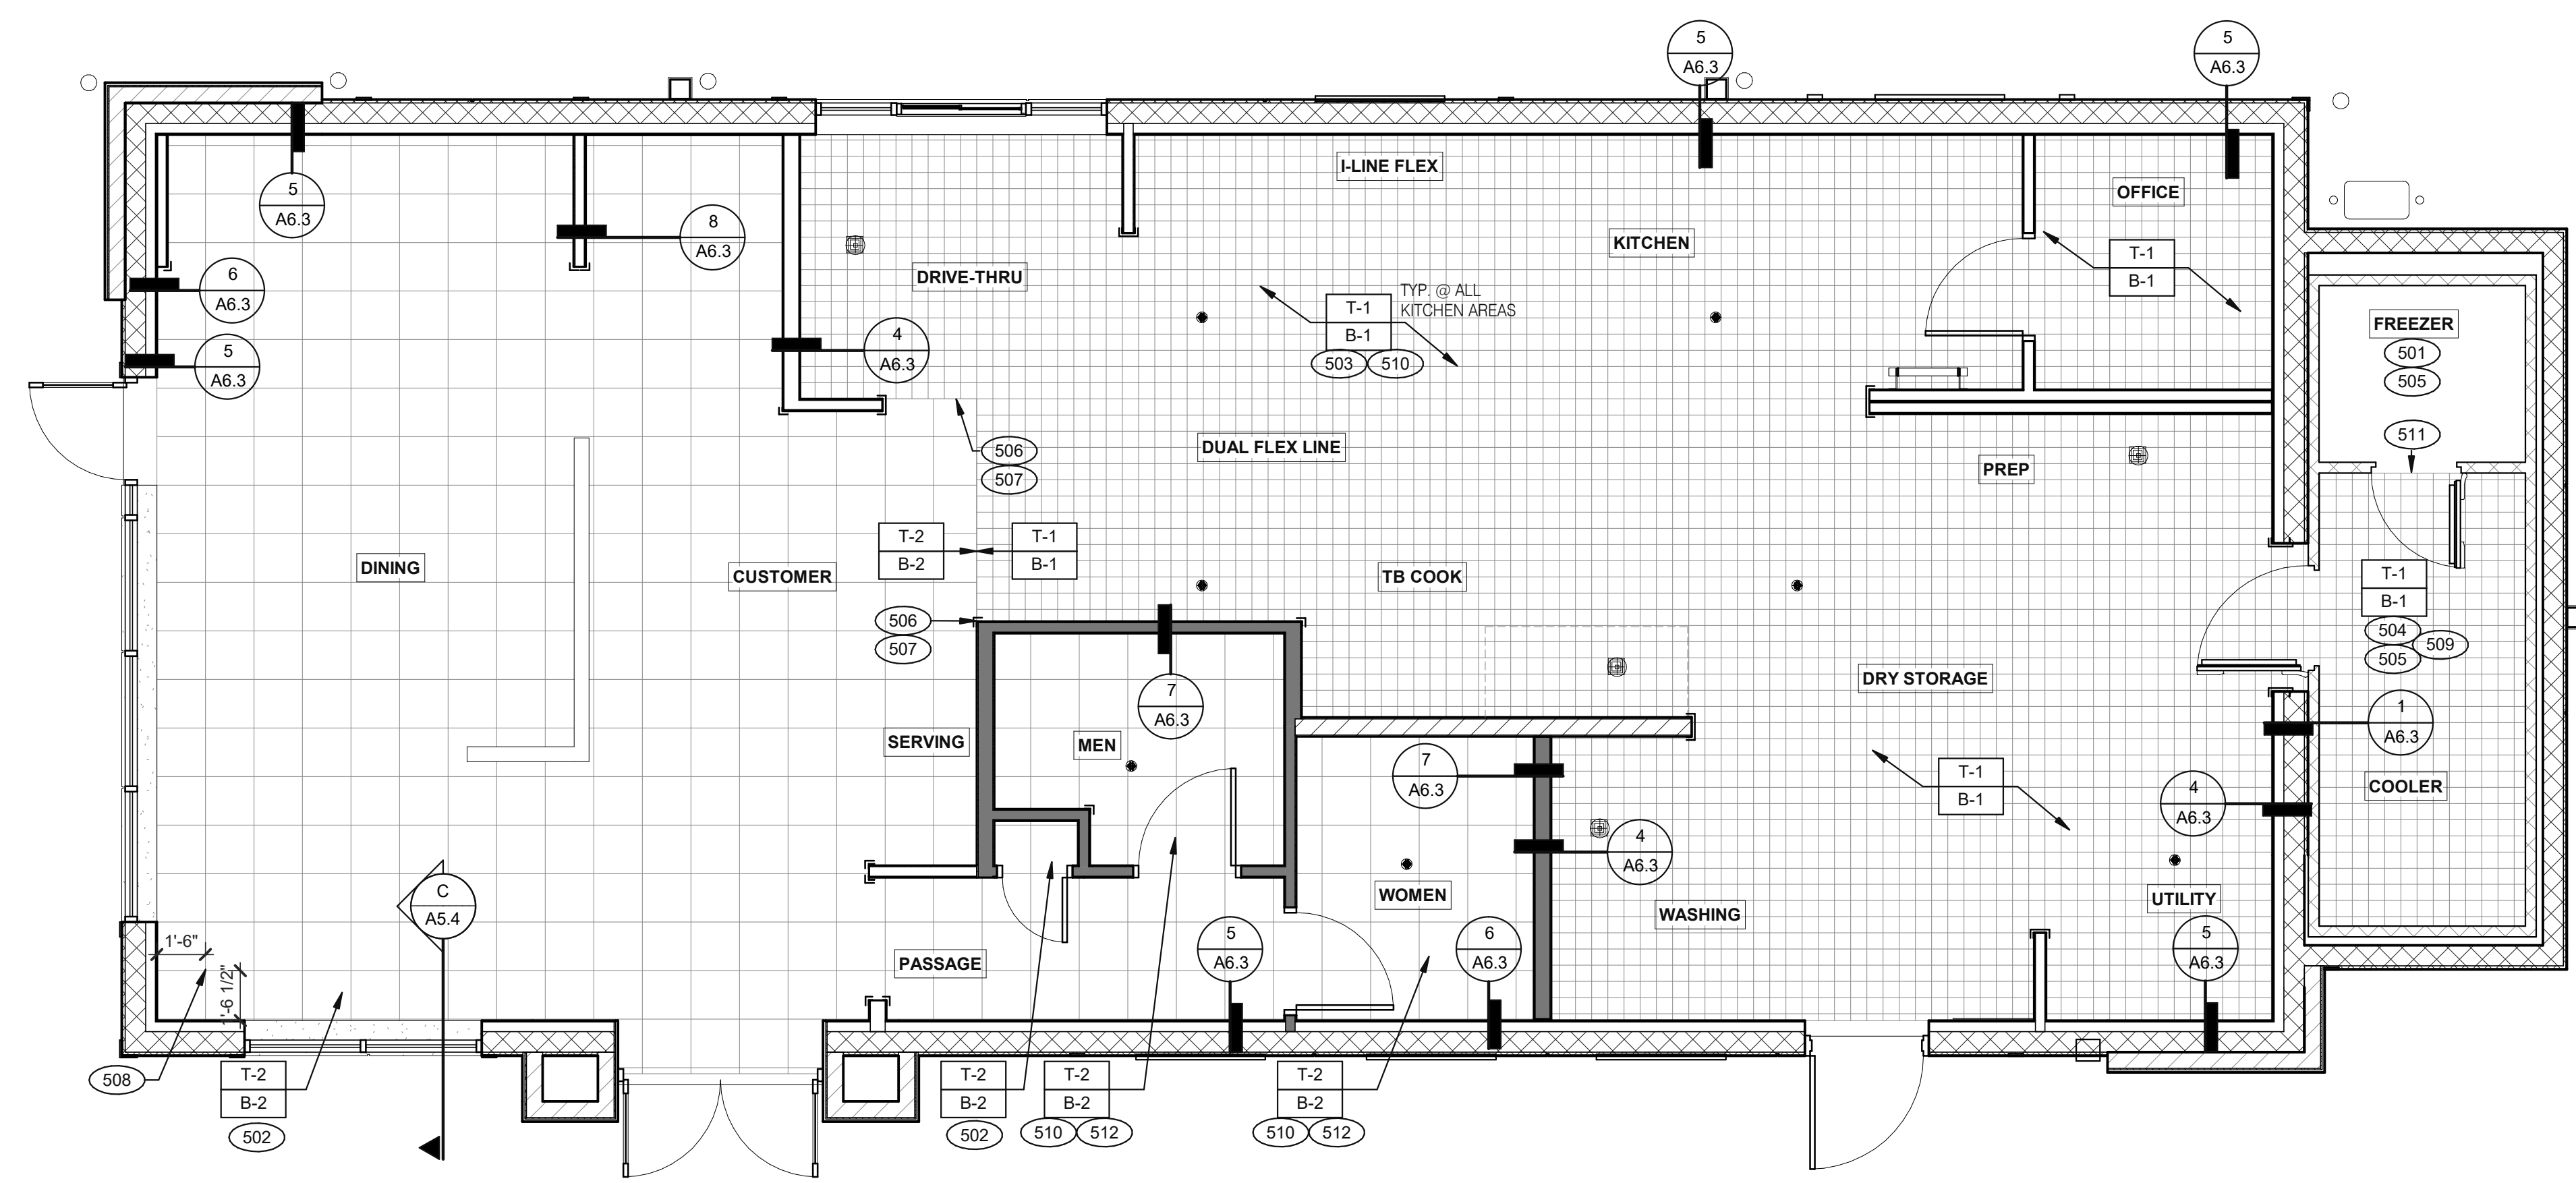 5
A6.3
5
A6.3
I-LINE FLEX
OFFICE
5
A6.3
8
A6.3
KITCHEN
DRIVE-THRU
T-1
B-1
6
A6.3
TYP. @ ALL
KITCHEN AREAS
T-1
B-1
503
510
FREEZER
501
505
4
A6.3
5
A6.3
511
506
507
DUAL FLEX LINE
PREP
T-2
B-2
T-1
B-1
DINING
CUSTOMER
TB COOK
T-1
B-1
504
509
505
506
507
DRY STORAGE
7
A6.3
1
A6.3
SERVING
MEN
7
A6.3
T-1
B-1
COOLER
4
A6.3
4
A6.3
C
A5.4
WOMEN
WASHING
UTILITY
1'-6"
PASSAGE
5
A6.3
6
A6.3
5
A6.3
'-6 1/2"
508
T-2
B-2
502
T-2
B-2
502
T-2
B-2
510
512
T-2
B-2
510
512